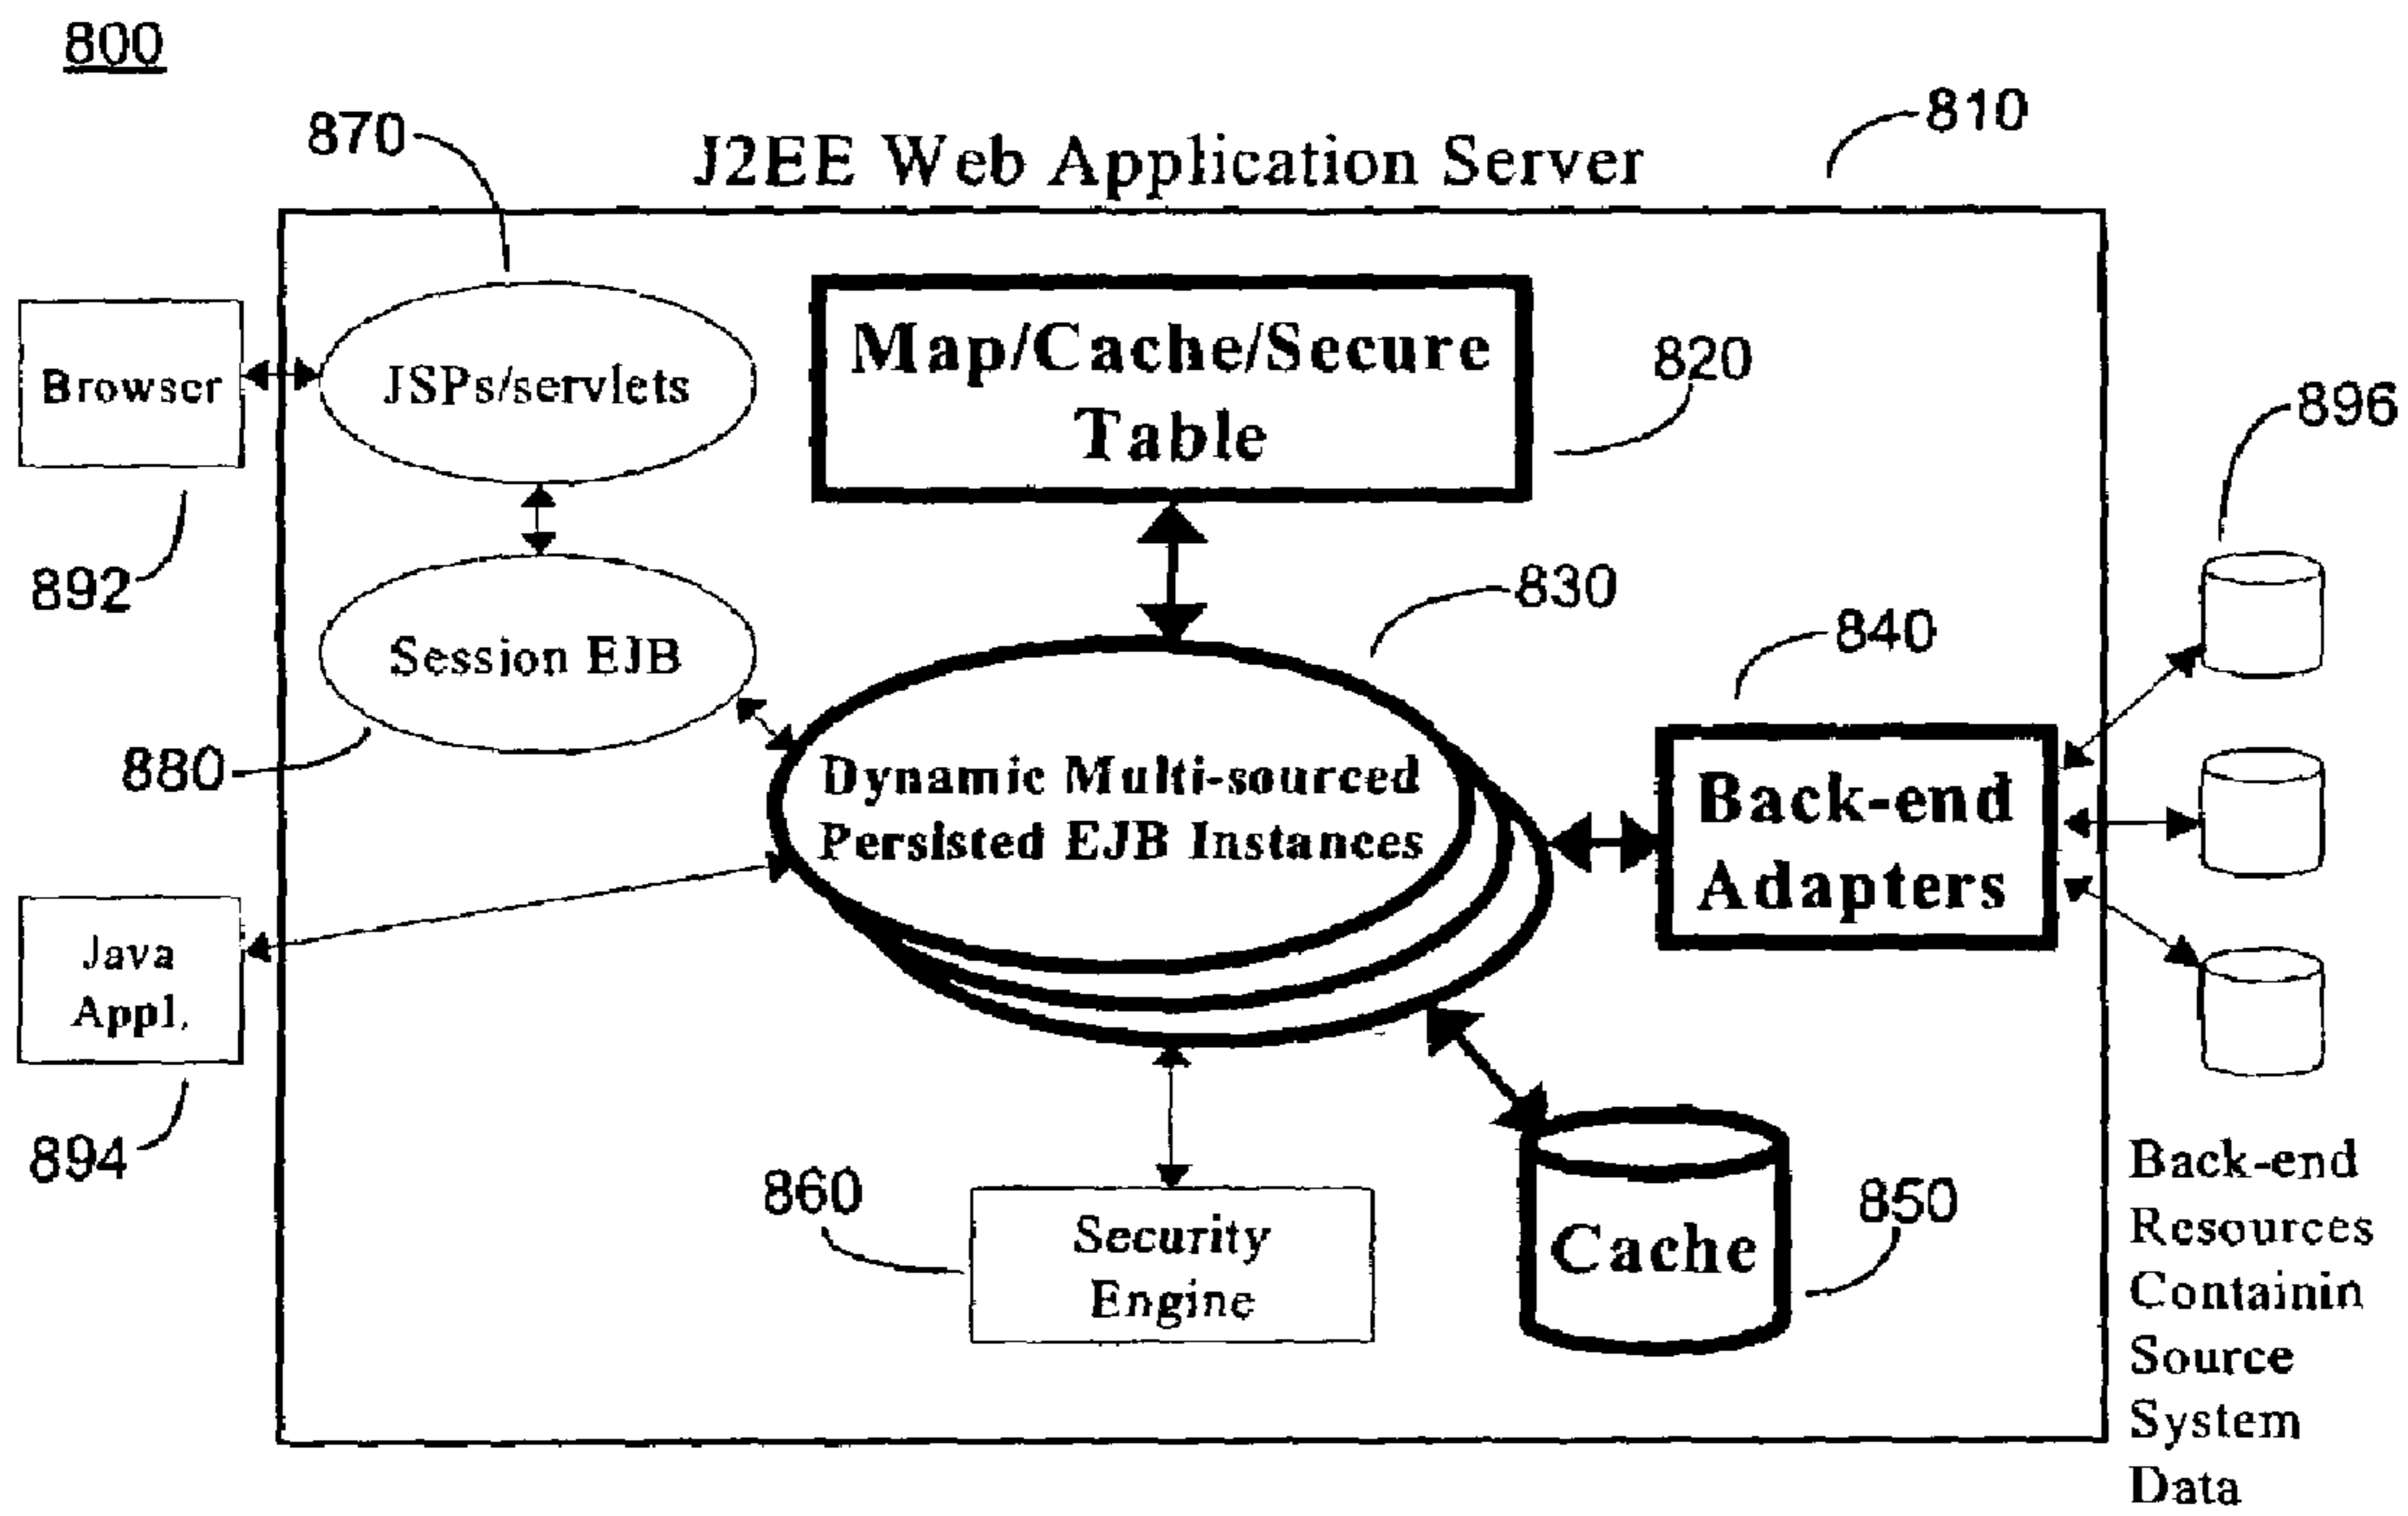 800
810
870
J2EE Web Application Server
Browser
JSPs/servlets
Map/Cache/Secure
Table
820
896
892
830
Session EJB
840
880
Dynamic Multi-sourced
Persisted EJB Instances
Back-end
Adapters
Java
Appl.
894
860
Security
Engine
Cache
850
Back-end
Resources
Containin
Source
System
Data